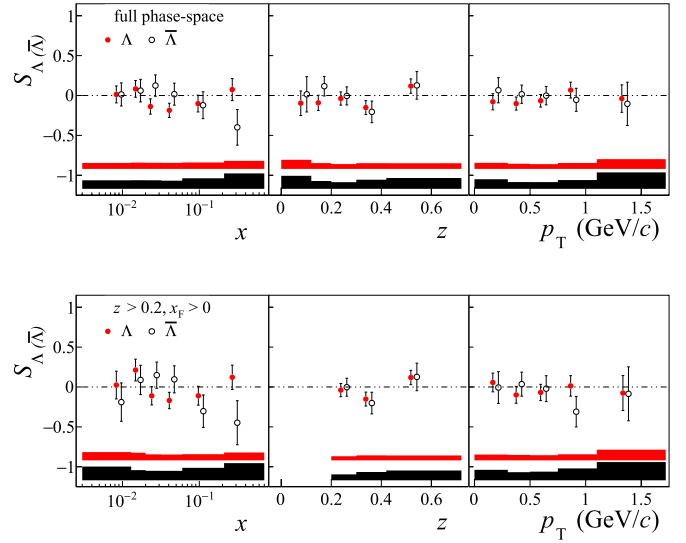 S_Λ(Λ̅)
full phase-space
Λ Λ̅
1
0.5
0
−0.5
−1
10⁻² 10⁻¹ 0 0.2 0.4 0.6 0 0.5 1 1.5
x z p_T (GeV/c)
S_Λ(Λ̅)
z > 0.2, x_F > 0
Λ Λ̅
1
0.5
0
−0.5
−1
10⁻² 10⁻¹ 0 0.2 0.4 0.6 0 0.5 1 1.5
x z p_T (GeV/c)